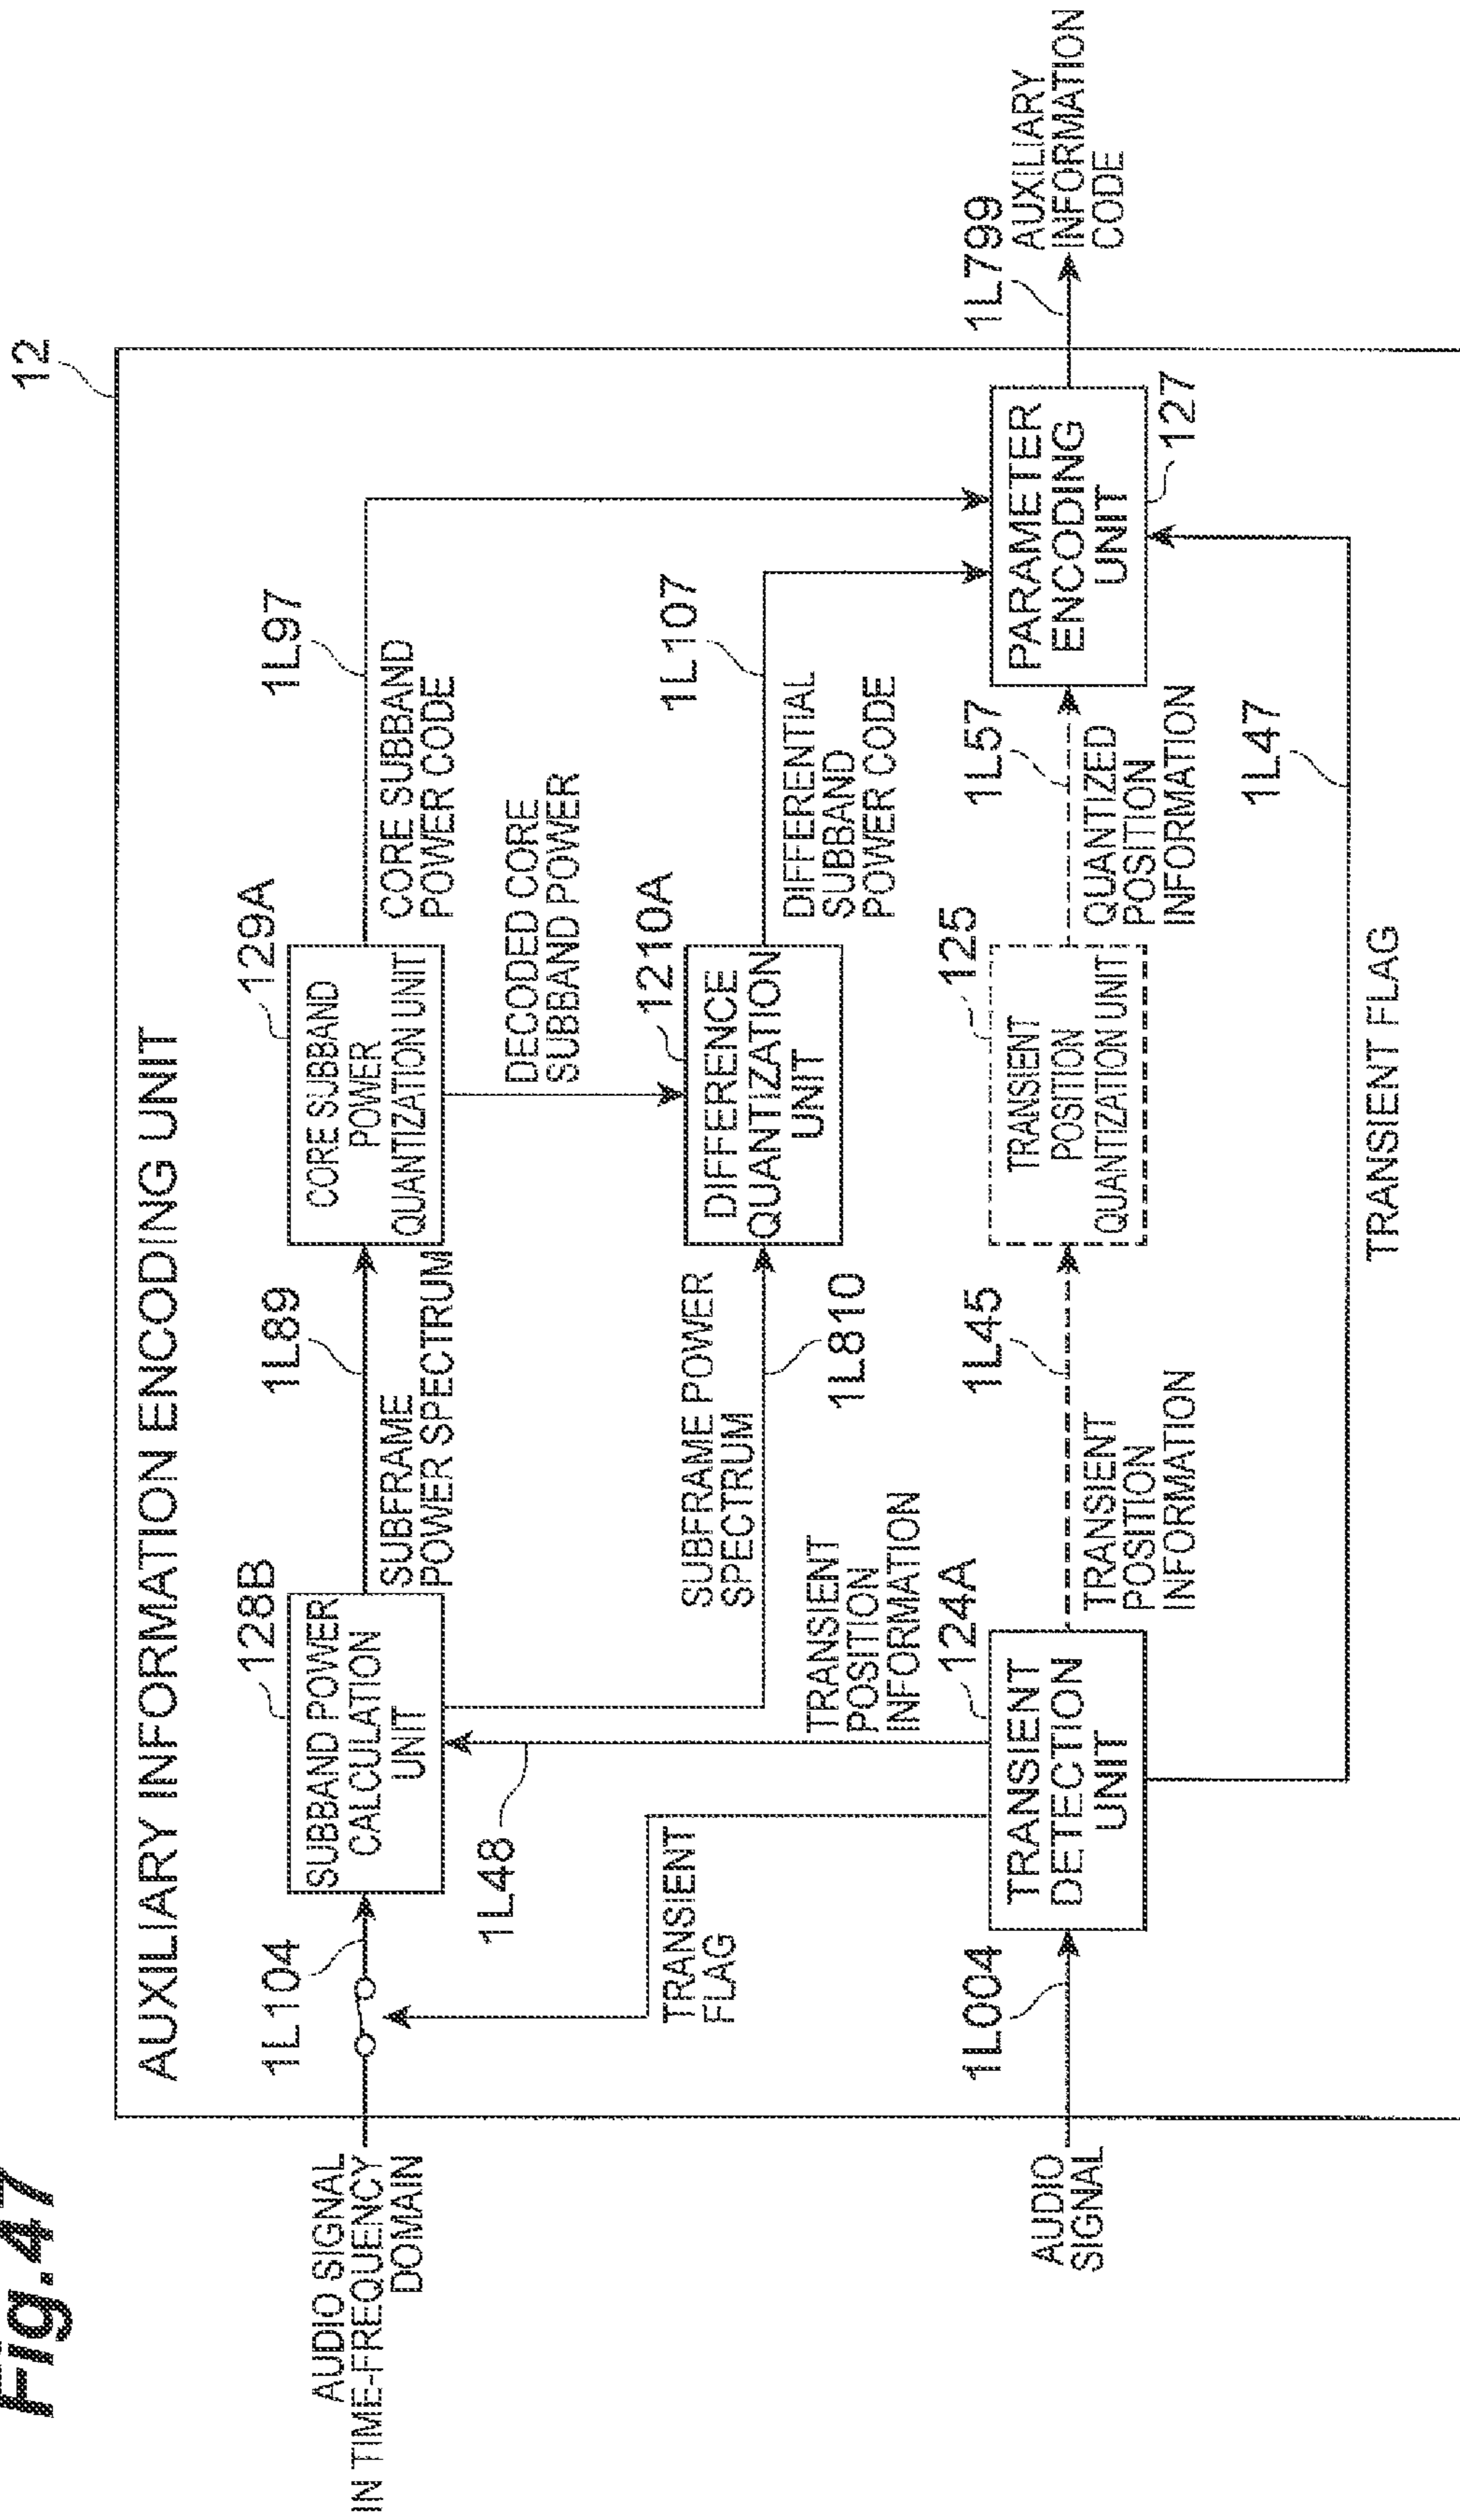 Fig.47
12
AUXILIARY INFORMATION ENCODING UNIT
AUDIO SIGNAL
IN TIME-FREQUENCY
DOMAIN
1L104
128B
SUBBAND POWER
CALCULATION
UNIT
1L89
SUBFRAME
POWER SPECTRUM
129A
CORE SUBBAND
POWER
QUANTIZATION UNIT
1L97
CORE SUBBAND
POWER CODE
DECODED CORE
SUBBAND POWER
1L48
TRANSIENT
FLAG
SUBFRAME POWER
SPECTRUM
1L810
1210A
DIFFERENCE
QUANTIZATION
UNIT
1L107
DIFFERENTIAL
SUBBAND
POWER CODE
TRANSIENT
POSITION
INFORMATION
AUDIO
SIGNAL
1L004
124A
TRANSIENT
DETECTION
UNIT
1L45
TRANSIENT
POSITION
INFORMATION
125
TRANSIENT
POSITION
QUANTIZATION UNIT
1L57
QUANTIZED
POSITION
INFORMATION
PARAMETER
ENCODING
UNIT
127
1L799
AUXILIARY
INFORMATION
CODE
1L47
TRANSIENT FLAG